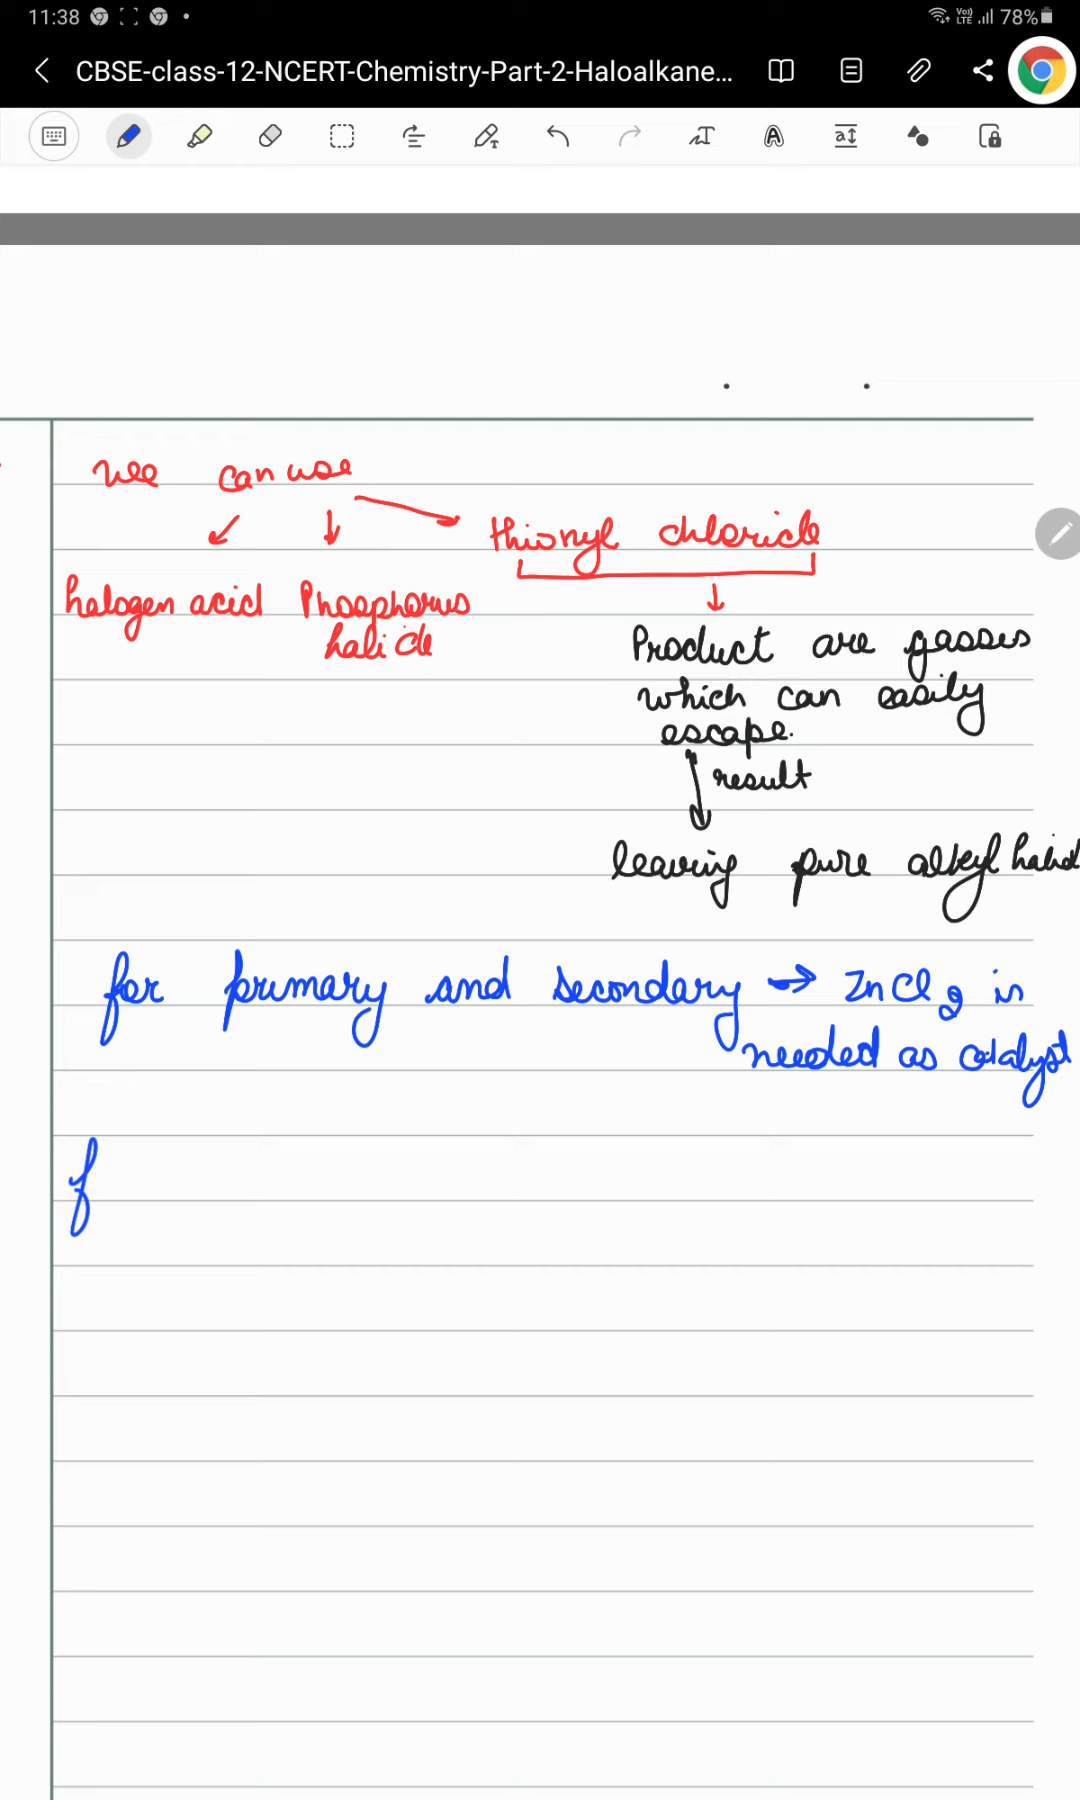 11:38
Vo)) LTE 78%
CBSE-class-12-NCERT-Chemistry-Part-2-Haloalkane...
we can use
thionyl chloride
halogen acid Phosphorus
halide
Product are gasses
which can easily
escape.
result
leaving pure alkyl halid
for primary and secondary → ZnCl2 is
needed as catalyst
f